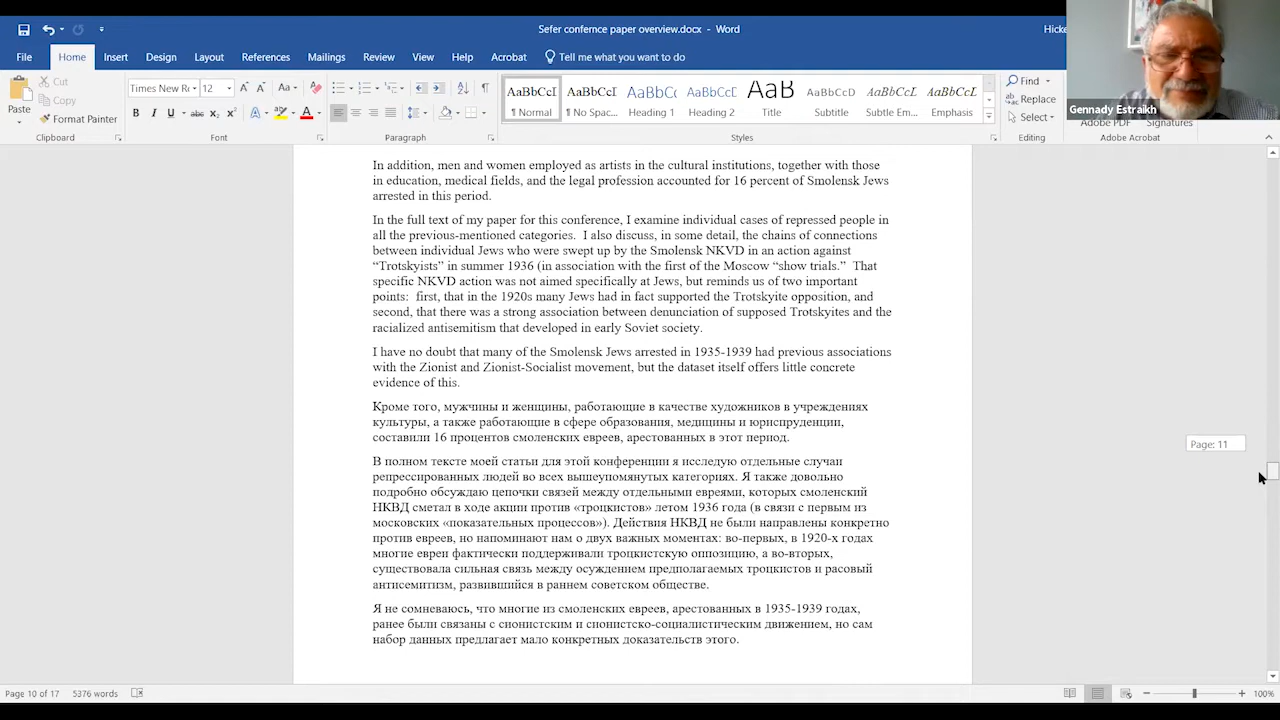 Sefer confernce paper overview.docx - Word
Hicke
File Home Insert Design Layout References Mailings Review View Help Acrobat Tell me what you want to do
Gennady Estraikh
Paste
Cut
Copy
Format Painter
Clipboard
Times New Ro 12
Font
Paragraph
AaBbCcI AaBbCcI AaBbC( AaBbCcI AaB AaBbCcD AaBbCcI AaBbCcI
¶ Normal ¶ No Spac... Heading 1 Heading 2 Title Subtitle Subtle Em... Emphasis
Styles
Find
Replace
Select
Editing
Adobe PDF Signatures
Adobe Acrobat
In addition, men and women employed as artists in the cultural institutions, together with those
in education, medical fields, and the legal profession accounted for 16 percent of Smolensk Jews
arrested in this period.
In the full text of my paper for this conference, I examine individual cases of repressed people in
all the previous-mentioned categories. I also discuss, in some detail, the chains of connections
between individual Jews who were swept up by the Smolensk NKVD in an action against
“Trotskyists” in summer 1936 (in association with the first of the Moscow “show trials.” That
specific NKVD action was not aimed specifically at Jews, but reminds us of two important
points: first, that in the 1920s many Jews had in fact supported the Trotskyite opposition, and
second, that there was a strong association between denunciation of supposed Trotskyites and the
racialized antisemitism that developed in early Soviet society.
I have no doubt that many of the Smolensk Jews arrested in 1935-1939 had previous associations
with the Zionist and Zionist-Socialist movement, but the dataset itself offers little concrete
evidence of this.
Кроме того, мужчины и женщины, работающие в качестве художников в учреждениях
культуры, а также работающие в сфере образования, медицины и юриспруденции,
составили 16 процентов смоленских евреев, арестованных в этот период.
В полном тексте моей статьи для этой конференции я исследую отдельные случаи
репрессированных людей во всех вышеупомянутых категориях. Я также довольно
подробно обсуждаю цепочки связей между отдельными евреями, которых смоленский
НКВД сметал в ходе акции против «троцкистов» летом 1936 года (в связи с первым из
московских «показательных процессов»). Действия НКВД не были направлены конкретно
против евреев, но напоминают нам о двух важных моментах: во-первых, в 1920-х годах
многие евреи фактически поддерживали троцкистскую оппозицию, а во-вторых,
существовала сильная связь между осуждением предполагаемых троцкистов и расовый
антисемитизм, развившийся в раннем советском обществе.
Я не сомневаюсь, что многие из смоленских евреев, арестованных в 1935-1939 годах,
ранее были связаны с сионистским и сионистско-социалистическим движением, но сам
набор данных предлагает мало конкретных доказательств этого.
Page: 11
Page 10 of 17 5376 words
100%